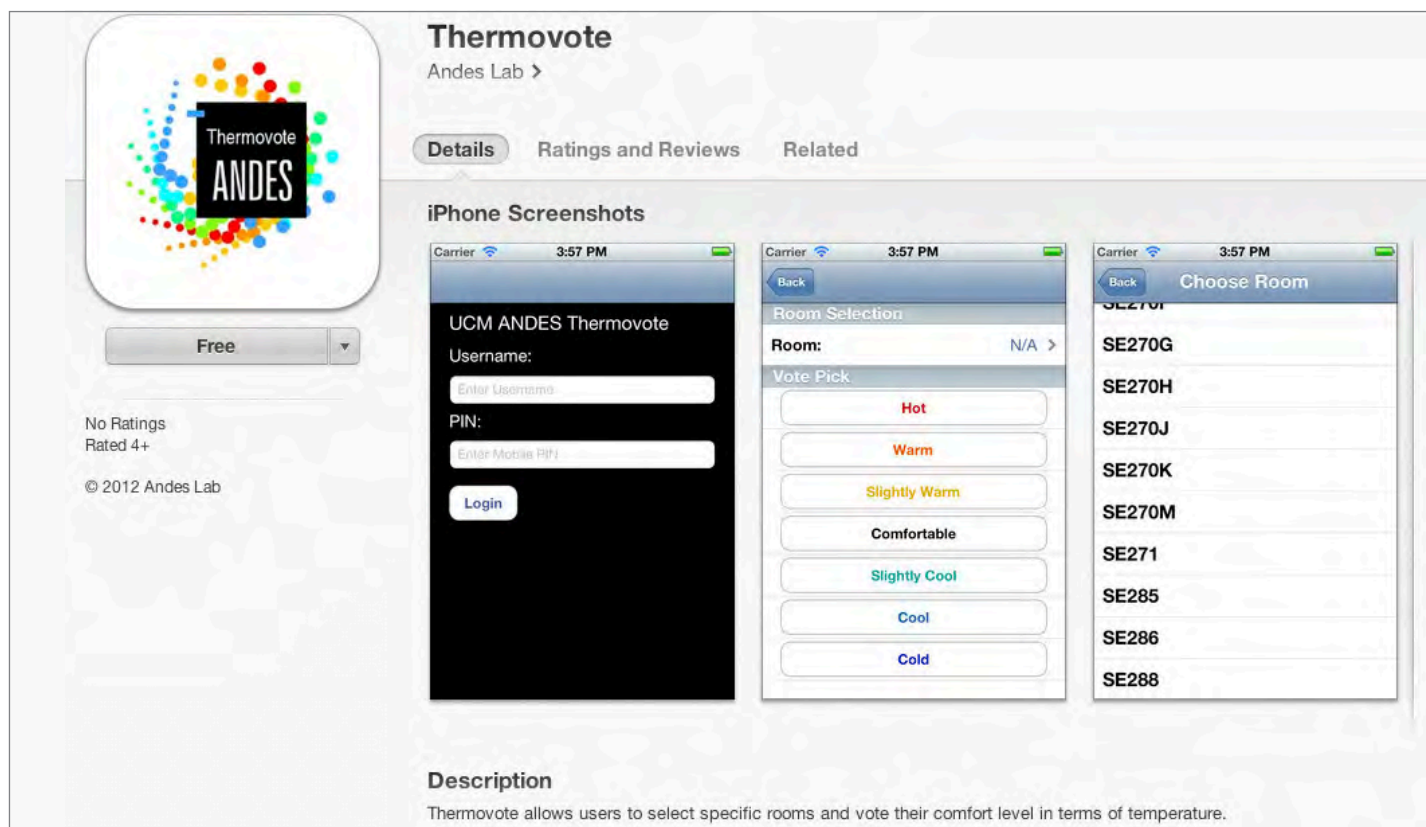 Thermovote
ANDES
Free
No Ratings
Rated 4+
© 2012 Andes Lab
Thermovote
Andes Lab >
Details Ratings and Reviews Related
iPhone Screenshots
Carrier 3:57 PM
UCM ANDES Thermovote
Username:
Enter Username
PIN:
Enter Mobile PIN
Login
Carrier 3:57 PM
Back
Room Selection
Room: N/A >
Vote Pick
Hot
Warm
Slightly Warm
Comfortable
Slightly Cool
Cool
Cold
Carrier 3:57 PM
Back Choose Room
SE270G
SE270H
SE270J
SE270K
SE270M
SE271
SE285
SE286
SE288
Description
Thermovote allows users to select specific rooms and vote their comfort level in terms of temperature.